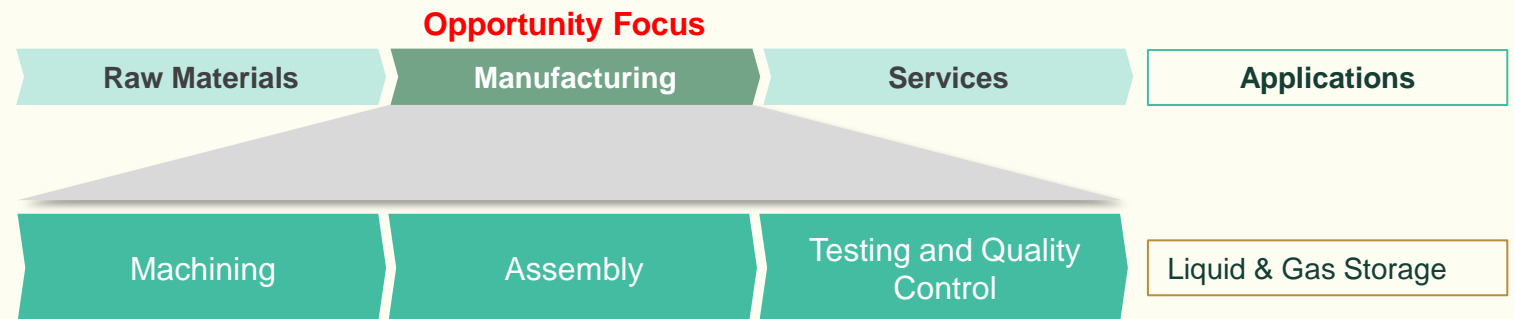 Opportunity Focus
Raw Materials
Manufacturing
Services
Applications
Machining
Assembly
Testing and Quality
Control
Liquid & Gas Storage